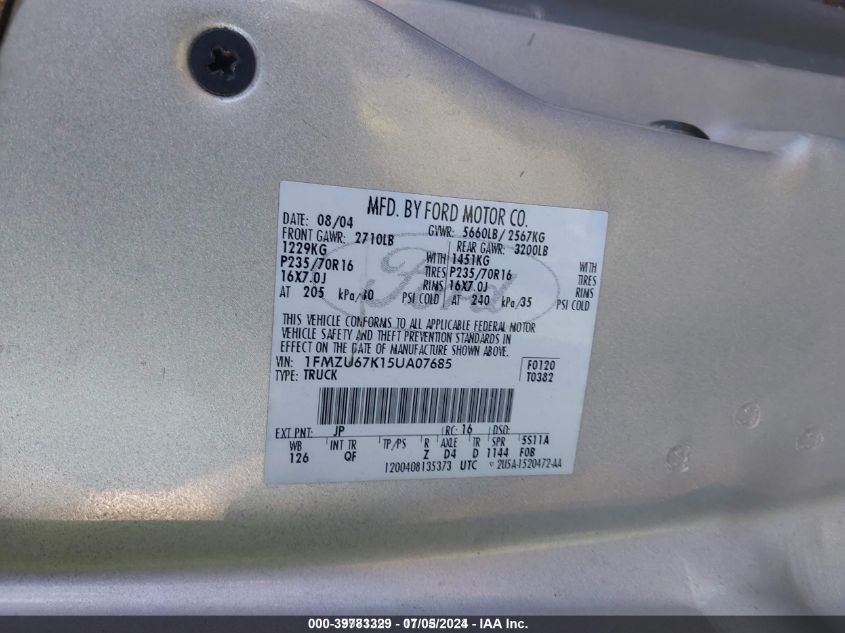 MFD. BY FORD MOTOR CO.
DATE: 08/04 GVWR: 5660LB/ 2567KG
FRONT GAWR: 2710LB REAR GAWR: 3200LB
1229KG WITH 1451KG WITH
P235/70R16 TIRES P235/70R16 TIRES
16X7.0J RIMS 16X7.0J RIMS
AT 205 kPa/30 PSI COLD AT 240 kPa/35 PSI COLD
Ford
THIS VEHICLE CONFORMS TO ALL APPLICABLE FEDERAL MOTOR
VEHICLE SAFETY AND THEFT PREVENTION STANDARDS IN
EFFECT ON THE DATE OF MANUFACTURE SHOWN ABOVE.
VIN: 1FMZU67K15UA07685 F0120
TYPE: TRUCK T0382
EXT PNT: JP RC: 16 DSO:
WB INT TR TP/PS R AXLE TR SPR 5S11A
126 QF Z D4 D 1144 FOB
1200408135373 UTC 2U5A-1520472-AA
000-39783329 - 07/05/2024 - IAA Inc.